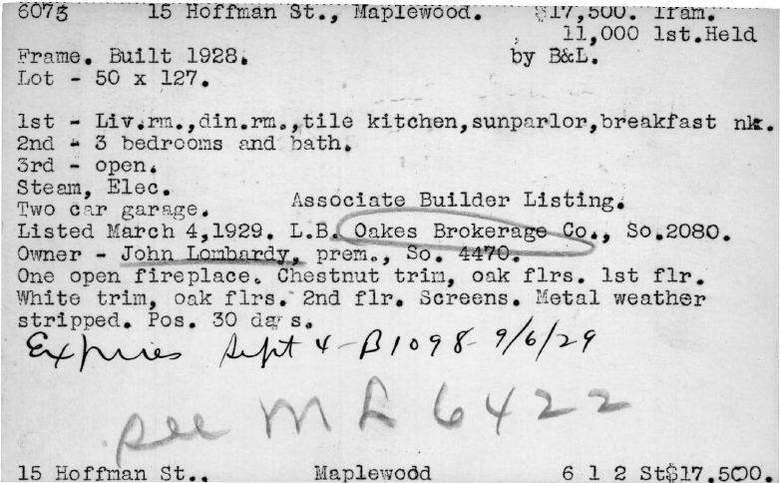 6073 15 Hoffman St., Maplewood. $17,500. 1fam.
11,000 1st.Held
Frame. Built 1928. by B&L.
Lot - 50 x 127.
1st - Liv.rm.,din.rm.,tile kitchen,sunparlor,breakfast nk.
2nd - 3 bedrooms and bath.
3rd - open.
Steam, Elec.
Associate Builder Listing.
Two car garage.
Listed March 4,1929. L.B. Oakes Brokerage Co., So.2080.
Owner - John Lombardy, prem., So. 4470.
One open fireplace. Chestnut trim, oak flrs. 1st flr.
White trim, oak flrs. 2nd flr. Screens. Metal weather
stripped. Pos. 30 days.
Expires Sept 4 - B1098 - 9/6/29
see ML 6422
15 Hoffman St., Maplewood 6 1 2 St$17,500.